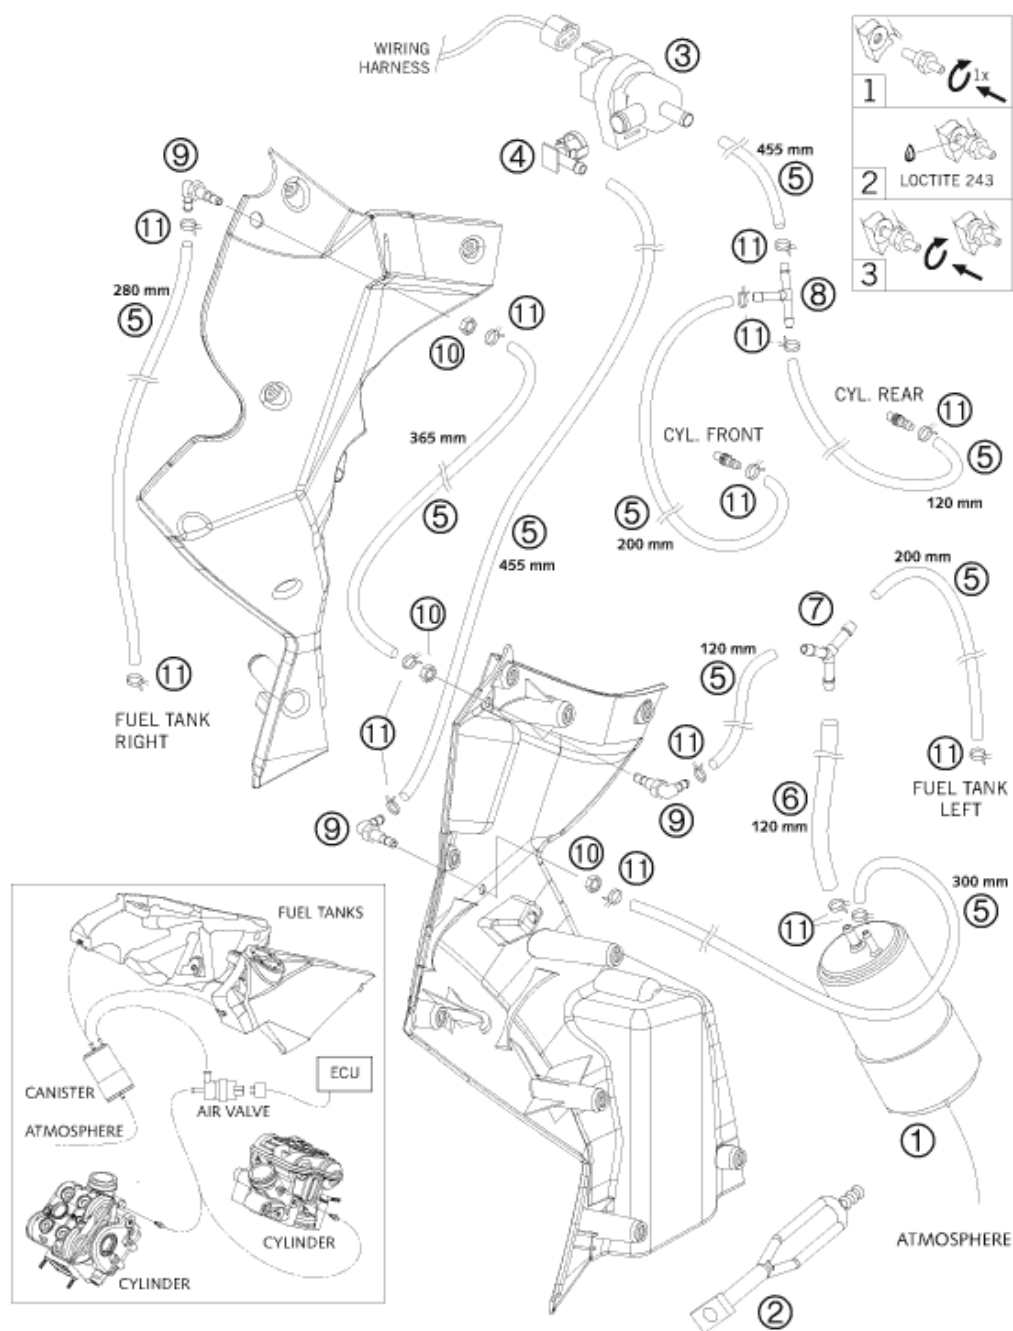 WIRING
HARNESS
3
1
1x
9
4
455 mm
5
2
LOCTITE 243
11
11
3
280 mm
5
8
11
10
11
CYL. REAR
11
CYL. FRONT
365 mm
5
11
5
120 mm
5
455 mm
5
200 mm
200 mm
5
10
7
120 mm
5
11
FUEL TANK
RIGHT
11
11
11
FUEL TANK
LEFT
6
120 mm
9
9
10
11
300 mm
5
11
FUEL TANKS
ECU
CANISTER
AIR VALVE
ATMOSPHERE
1
CYLINDER
CYLINDER
ATMOSPHERE
2